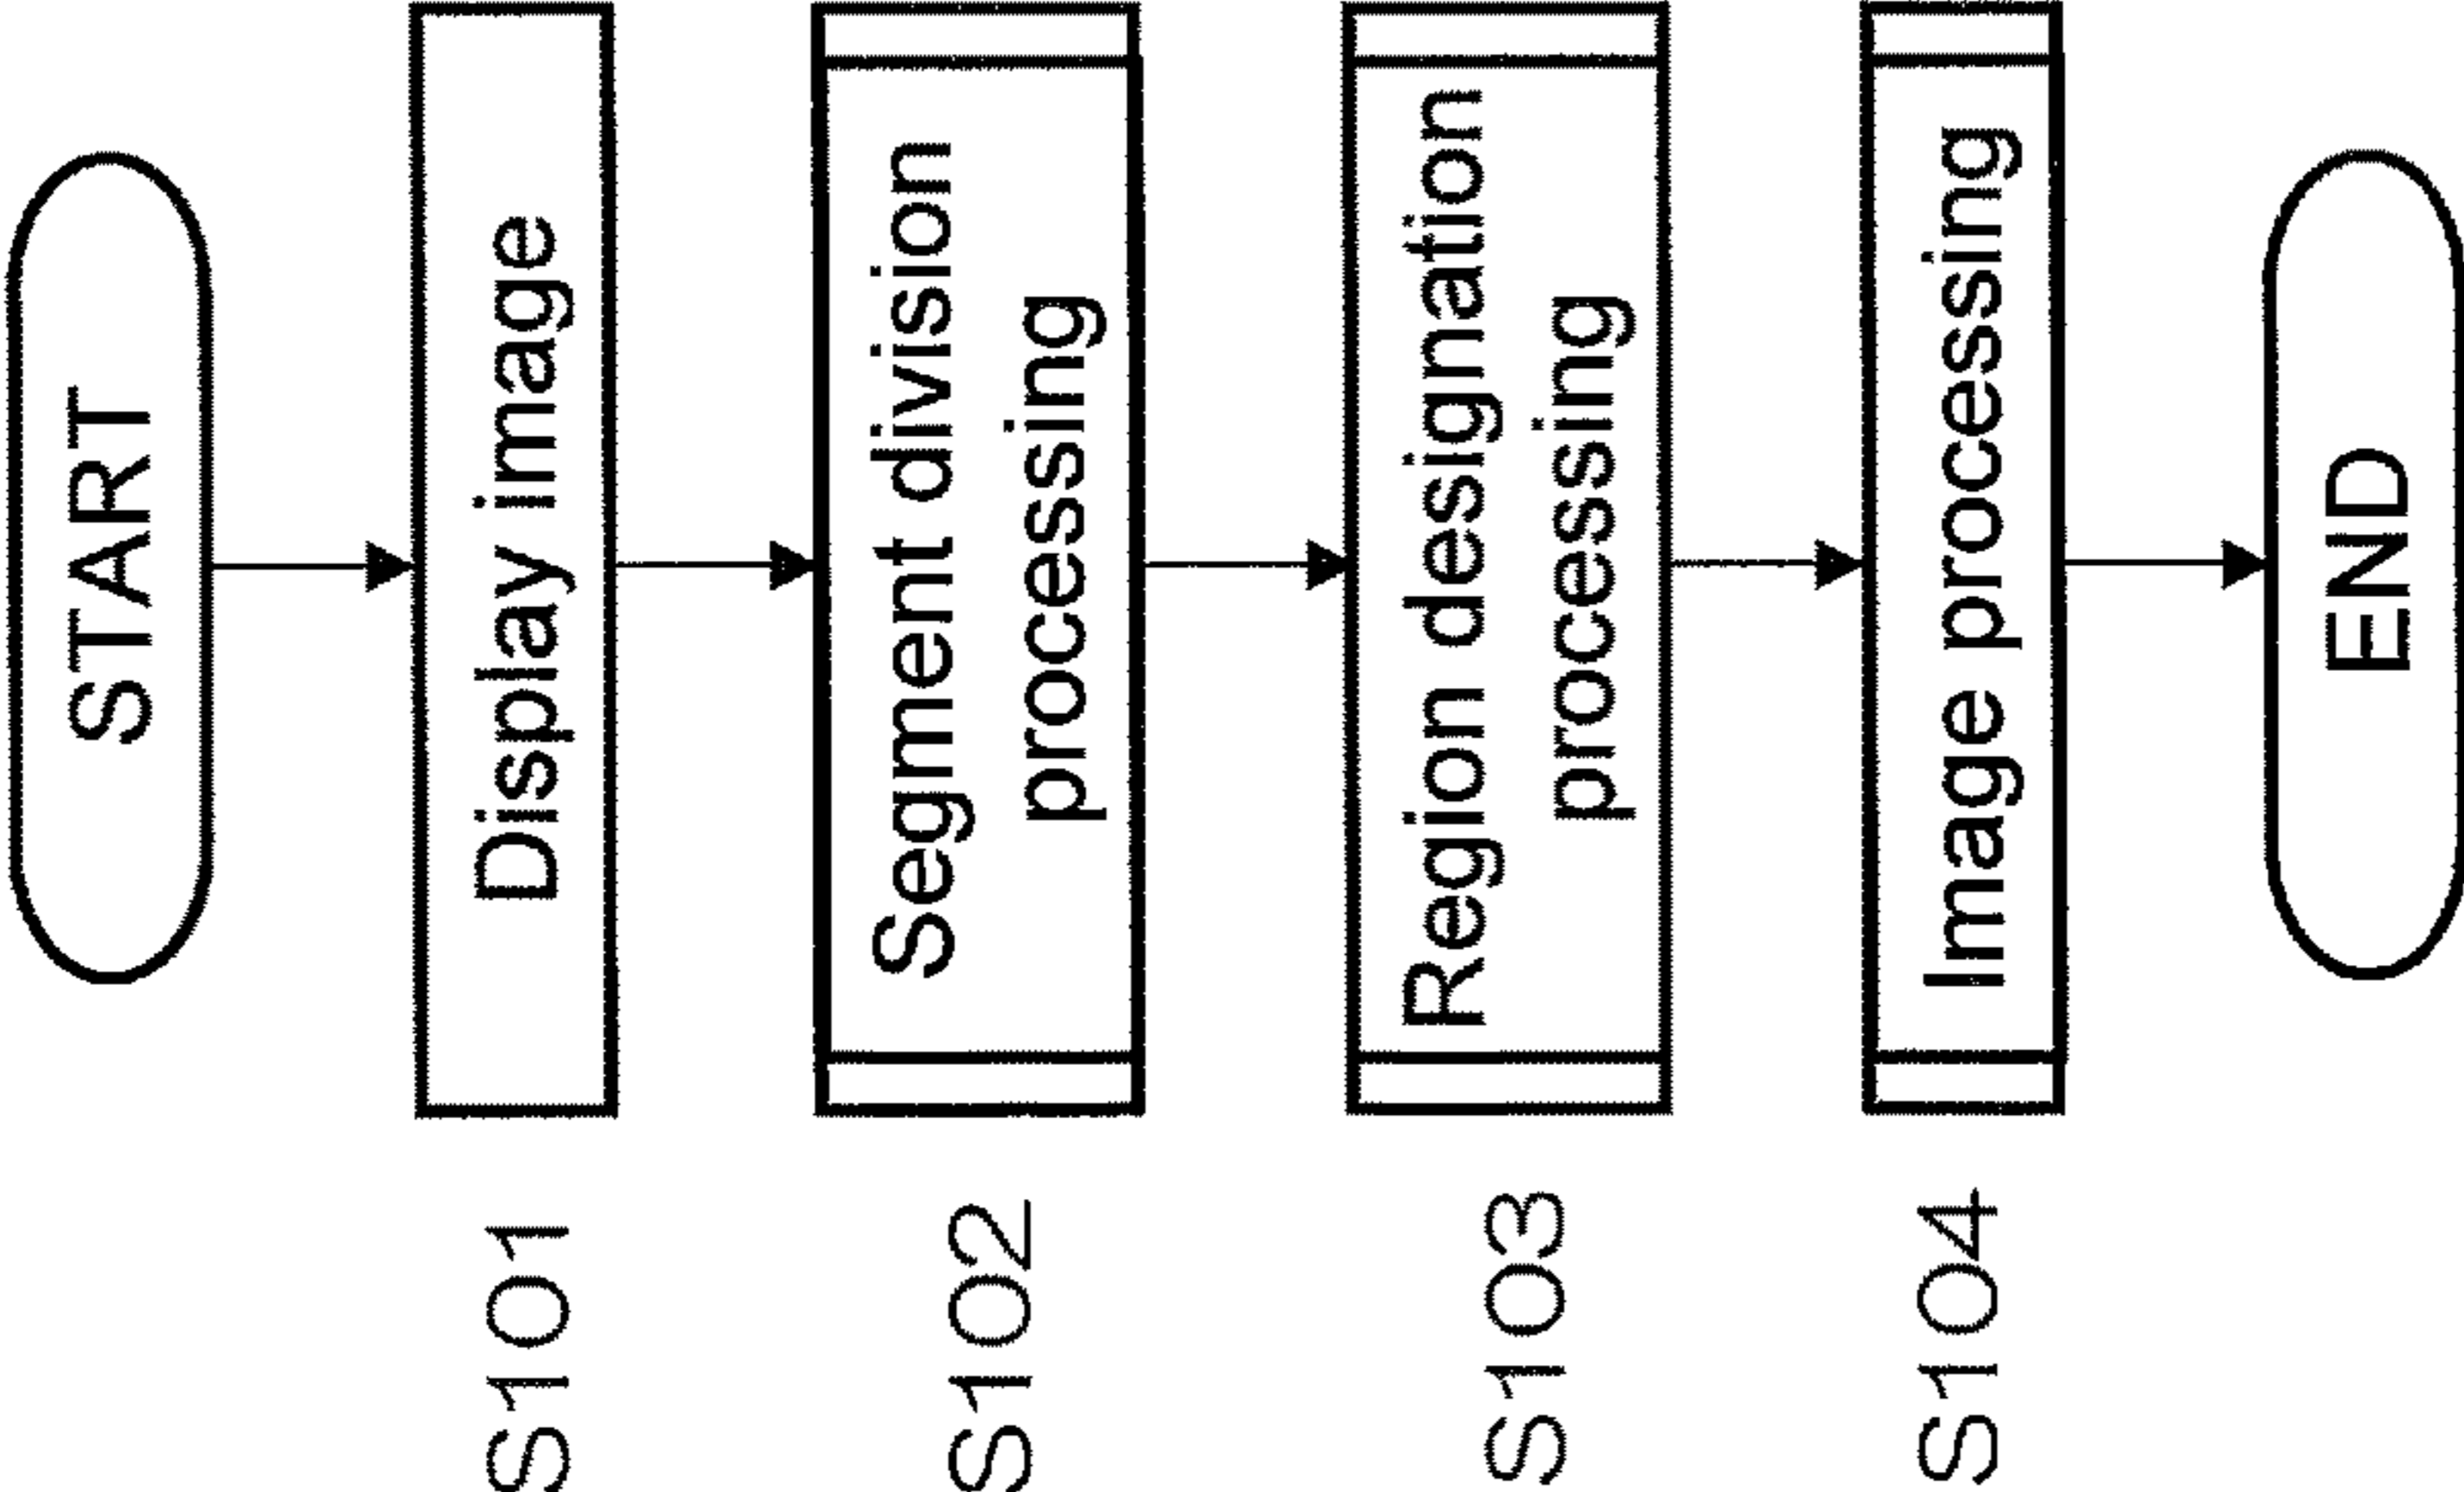 START
S101
Display image
S102
Segment division
processing
S103
Region designation
processing
S104
Image processing
END